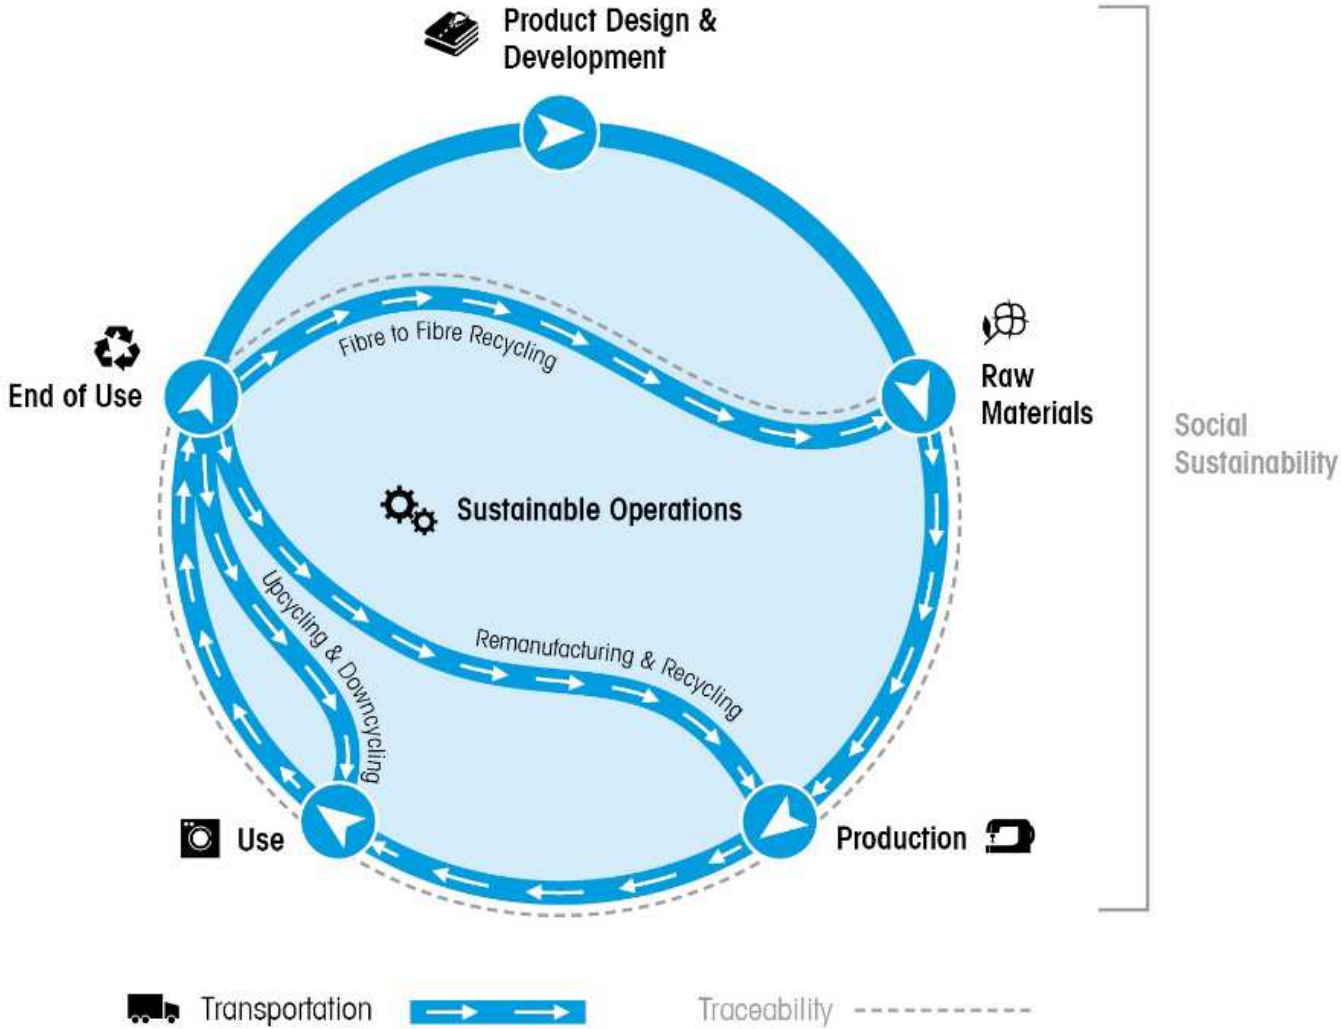 Product Design &
Development
Fibre to Fibre Recycling
End of Use
Raw
Materials
Social
Sustainability
Sustainable Operations
Upcycling & Downcycling
Remanufacturing & Recycling
Use
Production
Transportation
Traceability